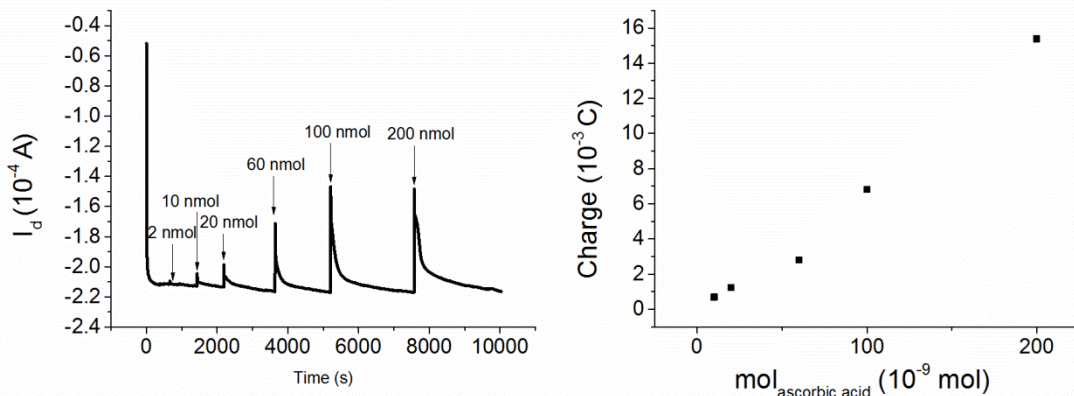 -0.4
-0.6
-0.8
-1.0
-1.2
-1.4
-1.6
-1.8
-2.0
-2.2
-2.4
I_d (10^-4 A)
2 nmol
10 nmol
20 nmol
60 nmol
100 nmol
200 nmol
0 2000 4000 6000 8000 10000
Time (s)
16
14
12
10
8
6
4
2
0
Charge (10^-3 C)
0 100 200
mol_ascorbic acid (10^-9 mol)